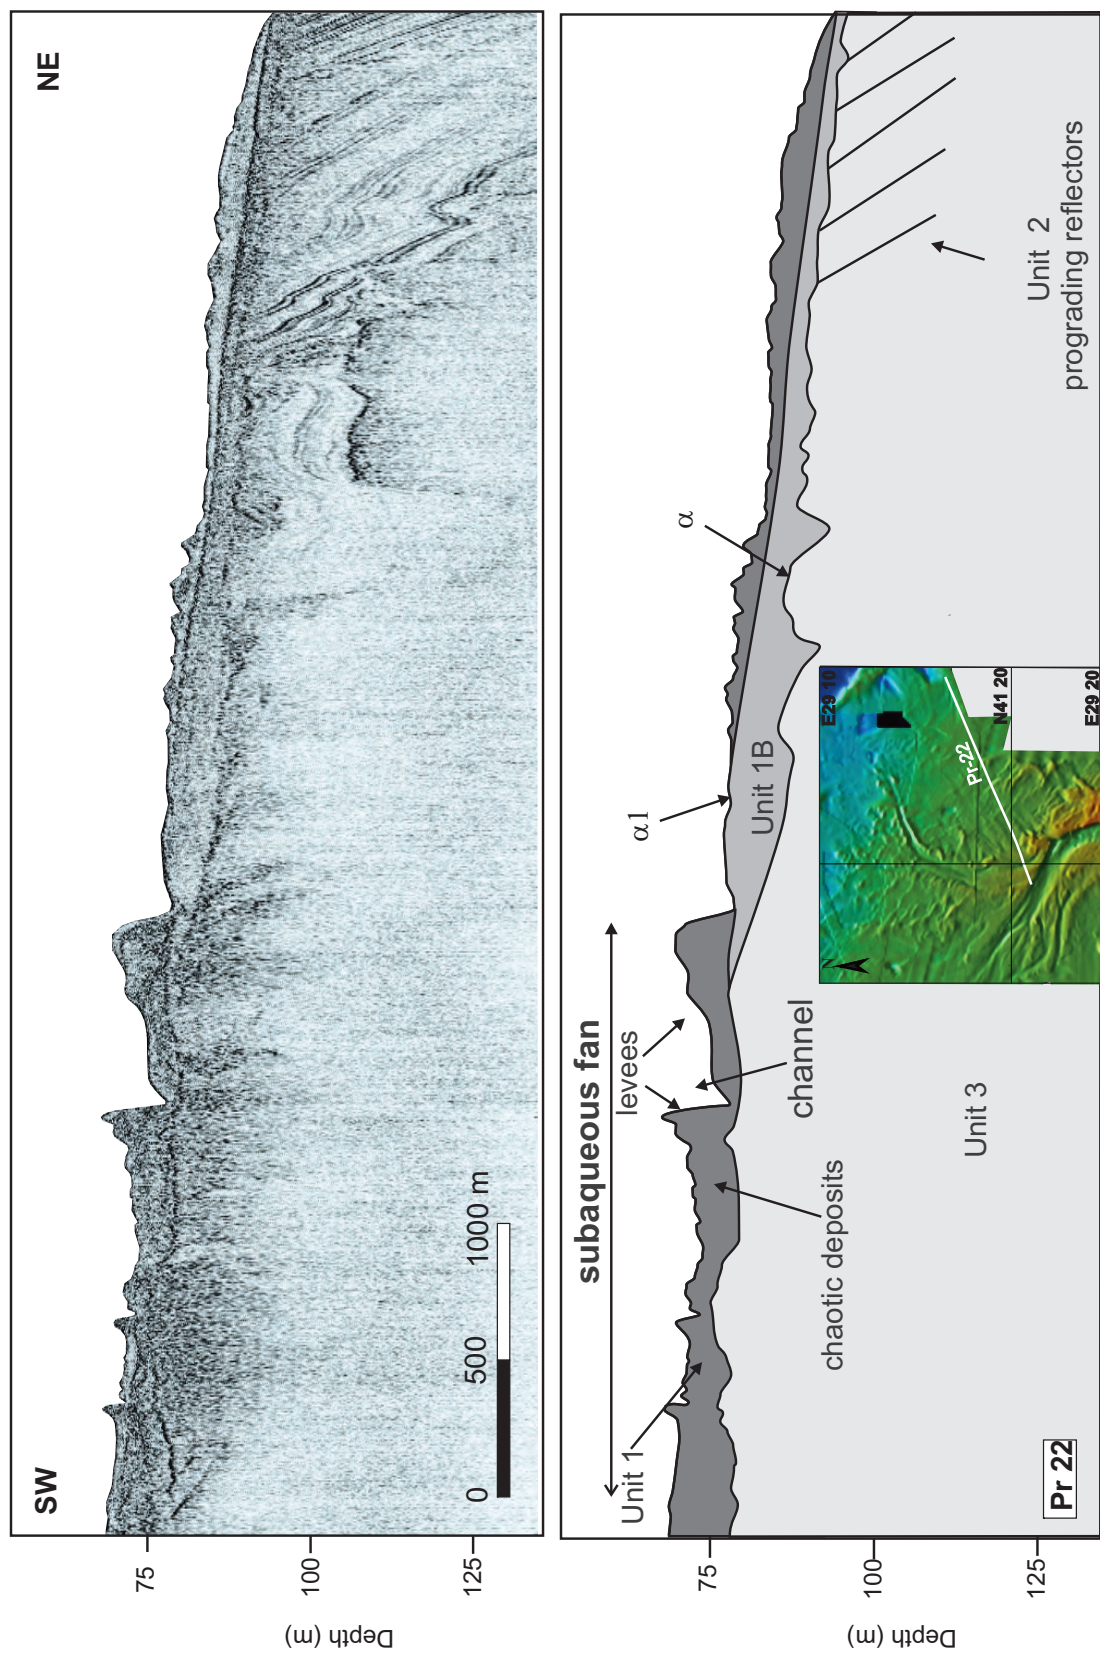 SW
NE
75
100
125
Depth (m)
0
500
1000 m
subaqueous fan
Unit 1
levees
channel
chaotic deposits
α1
α
Unit 1B
Unit 3
Unit 2
prograding reflectors
75
100
125
Depth (m)
Pr 22
N
Pr-22
E29 10
N41 20
E29 20